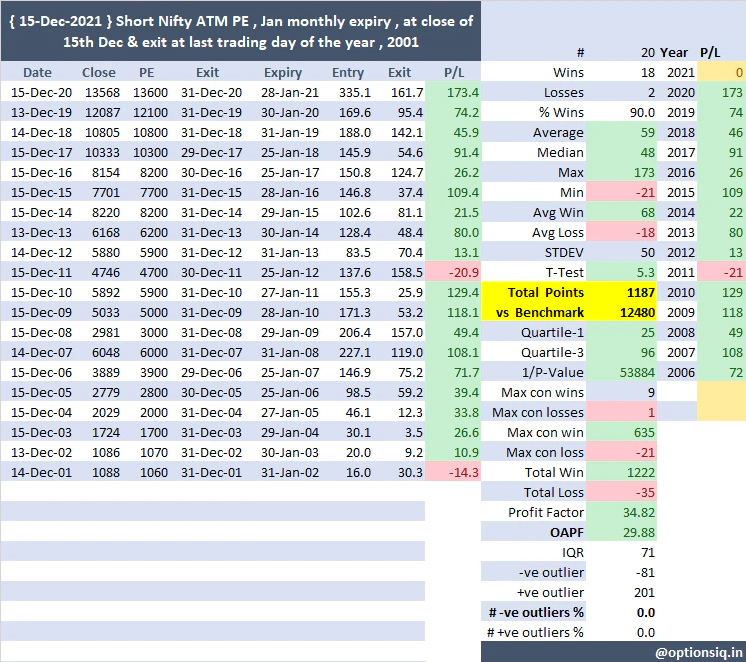 { 15-Dec-2021 } Short Nifty ATM PE , Jan monthly expiry , at close of
15th Dec & exit at last trading day of the year , 2001
Date Close PE Exit Expiry Entry Exit P/L
15-Dec-20 13568 13600 31-Dec-20 28-Jan-21 335.1 161.7 173.4
13-Dec-19 12087 12100 31-Dec-19 30-Jan-20 169.6 95.4 74.2
14-Dec-18 10805 10800 31-Dec-18 31-Jan-19 188.0 142.1 45.9
15-Dec-17 10333 10300 29-Dec-17 25-Jan-18 145.9 54.6 91.4
15-Dec-16 8154 8200 30-Dec-16 25-Jan-17 150.8 124.7 26.2
15-Dec-15 7701 7700 31-Dec-15 28-Jan-16 146.8 37.4 109.4
15-Dec-14 8220 8200 31-Dec-14 29-Jan-15 102.6 81.1 21.5
13-Dec-13 6168 6200 31-Dec-13 30-Jan-14 128.4 48.4 80.0
14-Dec-12 5880 5900 31-Dec-12 31-Jan-13 83.5 70.4 13.1
15-Dec-11 4746 4700 30-Dec-11 25-Jan-12 137.6 158.5 -20.9
15-Dec-10 5892 5900 31-Dec-10 27-Jan-11 155.3 25.9 129.4
15-Dec-09 5033 5000 31-Dec-09 28-Jan-10 171.3 53.2 118.1
15-Dec-08 2981 3000 31-Dec-08 29-Jan-09 206.4 157.0 49.4
14-Dec-07 6048 6000 31-Dec-07 31-Jan-08 227.1 119.0 108.1
15-Dec-06 3889 3900 29-Dec-06 25-Jan-07 146.9 75.2 71.7
15-Dec-05 2779 2800 30-Dec-05 25-Jan-06 98.5 59.2 39.4
15-Dec-04 2029 2000 31-Dec-04 27-Jan-05 46.1 12.3 33.8
15-Dec-03 1724 1700 31-Dec-03 29-Jan-04 30.1 3.5 26.6
13-Dec-02 1086 1070 31-Dec-02 30-Jan-03 20.0 9.2 10.9
14-Dec-01 1088 1060 31-Dec-01 31-Jan-02 16.0 30.3 -14.3
# 20 Year P/L
Wins 18 2021 0
Losses 2 2020 173
% Wins 90.0 2019 74
Average 59 2018 46
Median 48 2017 91
Max 173 2016 26
Min -21 2015 109
Avg Win 68 2014 22
Avg Loss -18 2013 80
STDEV 50 2012 13
T-Test 5.3 2011 -21
Total Points 1187 2010 129
vs Benchmark 12480 2009 118
Quartile-1 25 2008 49
Quartile-3 96 2007 108
1/P-Value 53884 2006 72
Max con wins 9
Max con losses 1
Max con win 635
Max con loss -21
Total Win 1222
Total Loss -35
Profit Factor 34.82
OAPF 29.88
IQR 71
-ve outlier -81
+ve outlier 201
# -ve outliers % 0.0
# +ve outliers % 0.0
@optionsiq.in